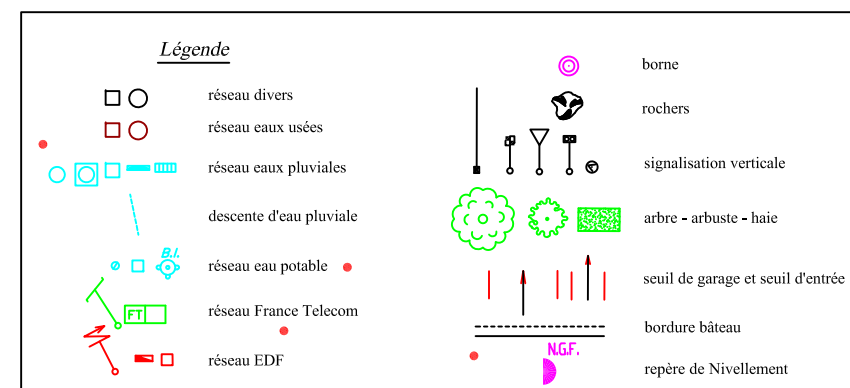 Légende
réseau divers
réseau eaux usées
réseau eaux pluviales
descente d'eau pluviale
B.I.
réseau eau potable
FT
réseau France Telecom
réseau EDF
borne
rochers
signalisation verticale
arbre - arbuste - haie
seuil de garage et seuil d'entrée
bordure bâteau
N.G.F.
repère de Nivellement